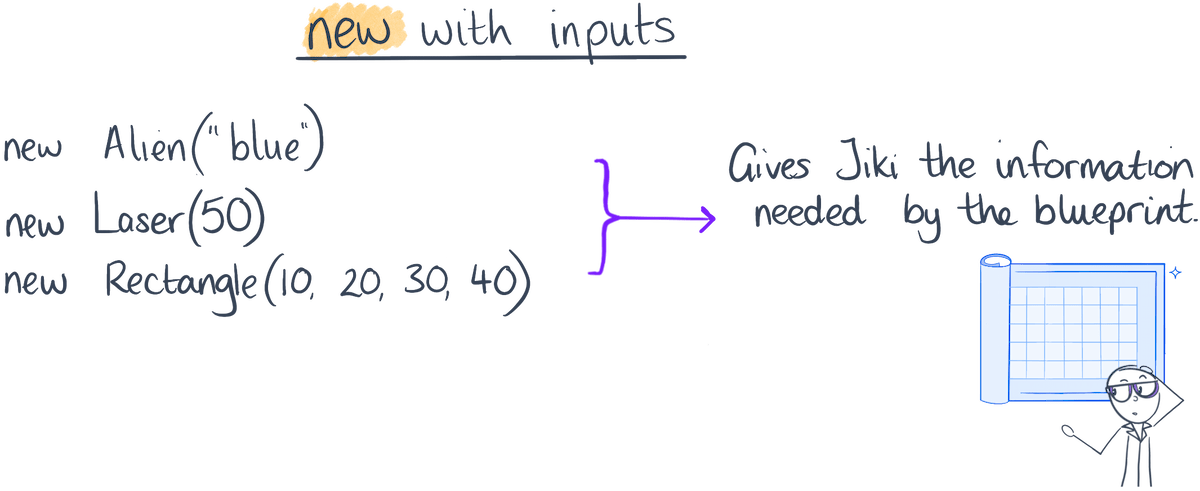 new with inputs
new Alien("blue")
new Laser(50)
new Rectangle(10, 20, 30, 40)
Gives Jiki the information
needed by the blueprint.